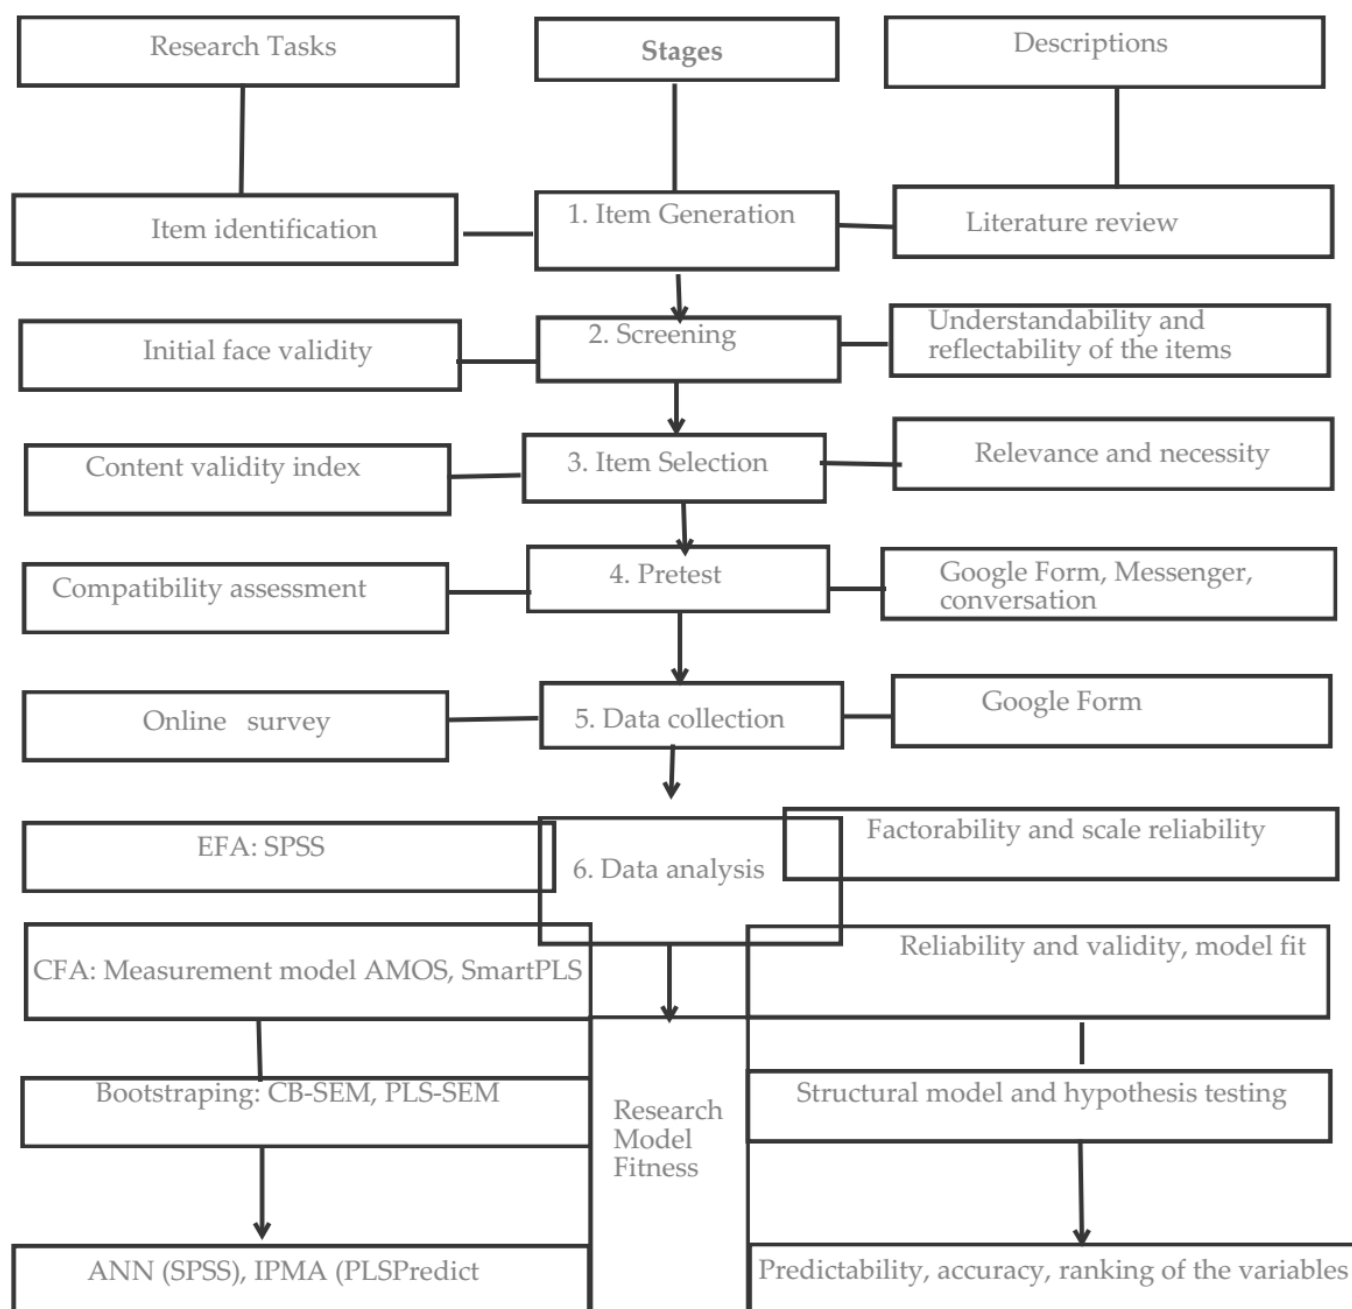 Research Tasks
Stages
Descriptions
Item identification
1. Item Generation
Literature review
Initial face validity
2. Screening
Understandability and
reflectability of the items
Content validity index
3. Item Selection
Relevance and necessity
Compatibility assessment
4. Pretest
Google Form, Messenger,
conversation
Online survey
5. Data collection
Google Form
EFA: SPSS
6. Data analysis
Factorability and scale reliability
CFA: Measurement model AMOS, SmartPLS
Reliability and validity, model fit
Bootstraping: CB-SEM, PLS-SEM
Research
Model
Fitness
Structural model and hypothesis testing
ANN (SPSS), IPMA (PLSPredict
Predictability, accuracy, ranking of the variables